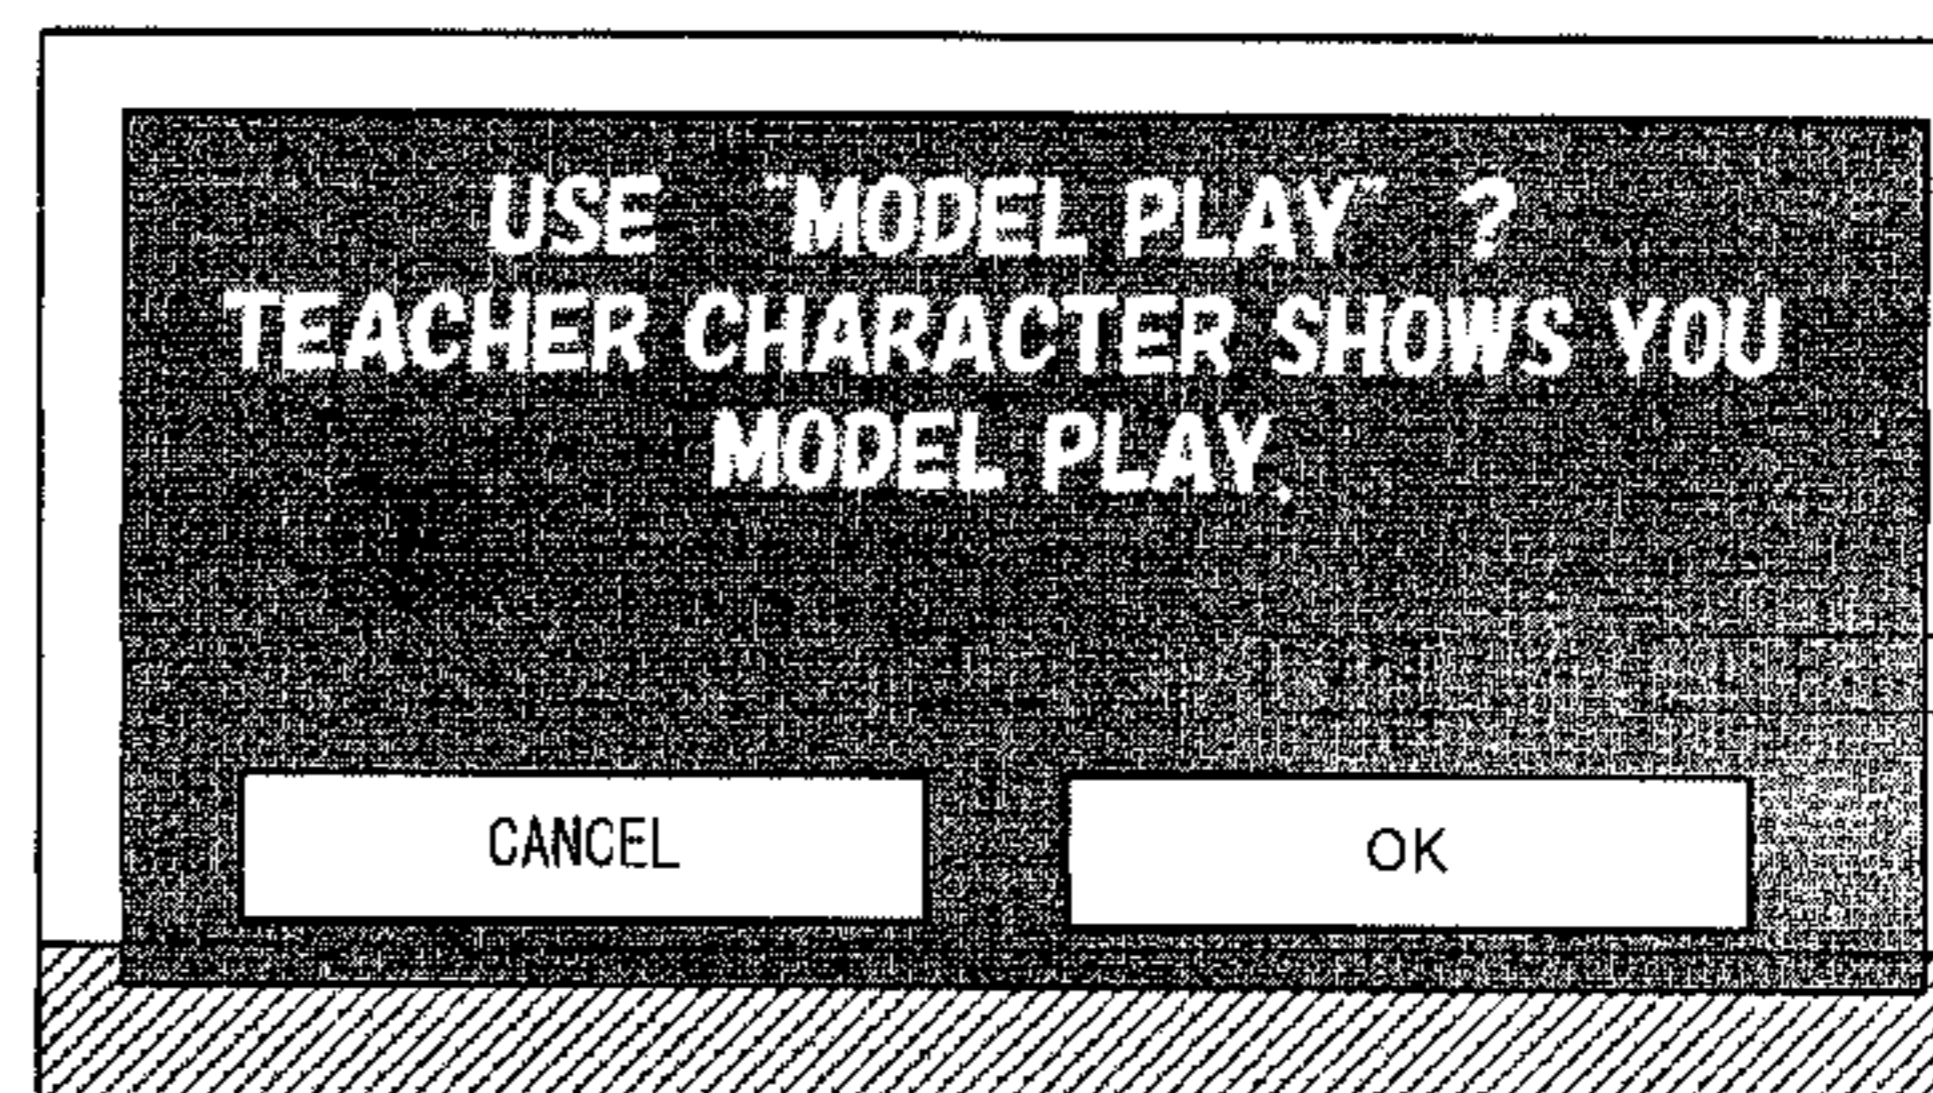 USE "MODEL PLAY" ?
TEACHER CHARACTER SHOWS YOU
MODEL PLAY.
CANCEL
OK